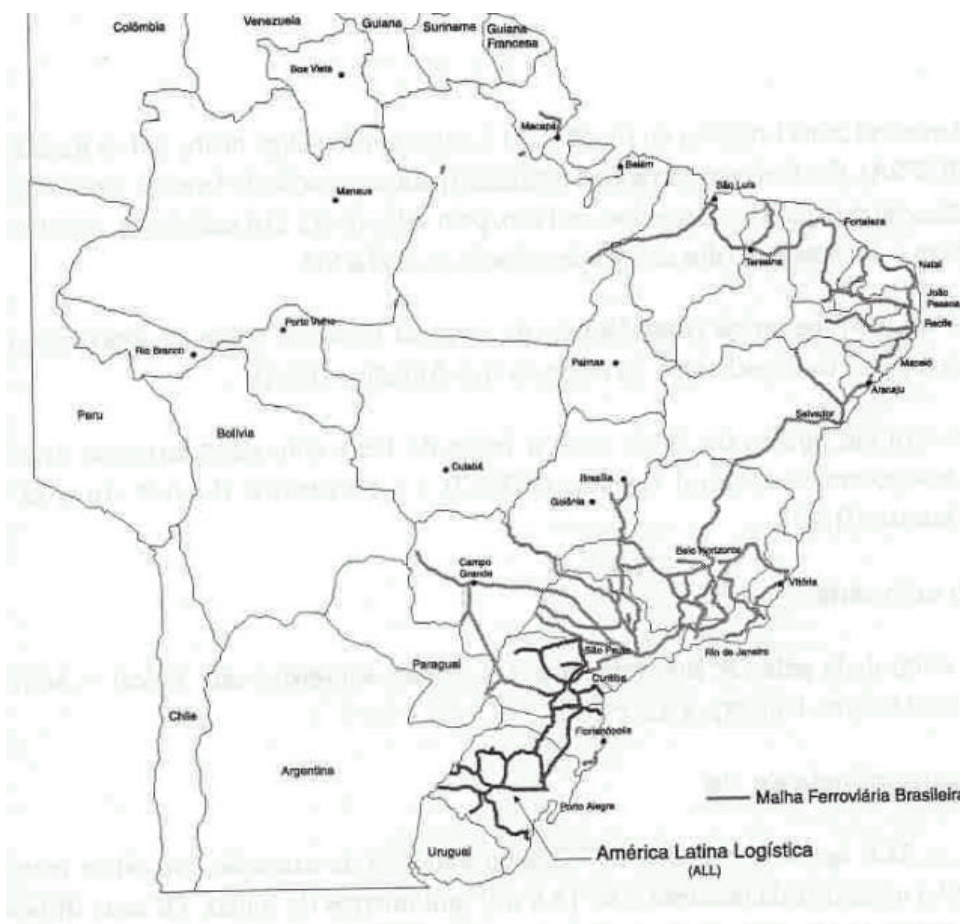 Colômbia
Venezuela
Guiana
Suriname
Guiana
Francesa
Boa Vista
Macapá
Belém
Manaus
São Luís
Fortaleza
Teresina
Natal
João
Pessoa
Recife
Porto Velho
Rio Branco
Palmas
Maceió
Aracaju
Salvador
Peru
Bolívia
Cuiabá
Brasília
Goiânia
Belo Horizonte
Campo
Grande
Vitória
São Paulo
Rio de Janeiro
Paraguai
Curitiba
Chile
Florianópolis
Argentina
Porto Alegre
Malha Ferroviária Brasileira
Uruguai
América Latina Logística
(ALL)